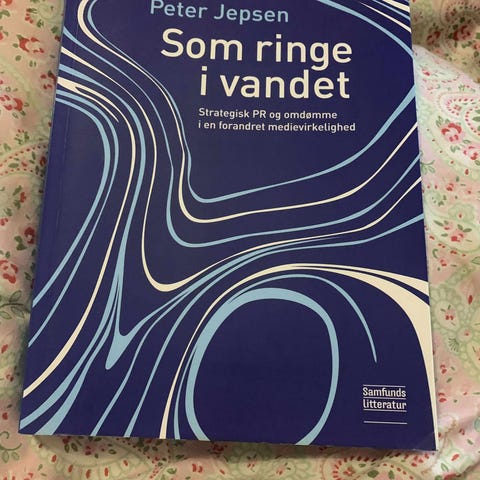 Peter Jepsen
Som ringe
i vandet
Strategisk PR og omdømme
i en forandret medievirkelighed
Samfunds
litteratur